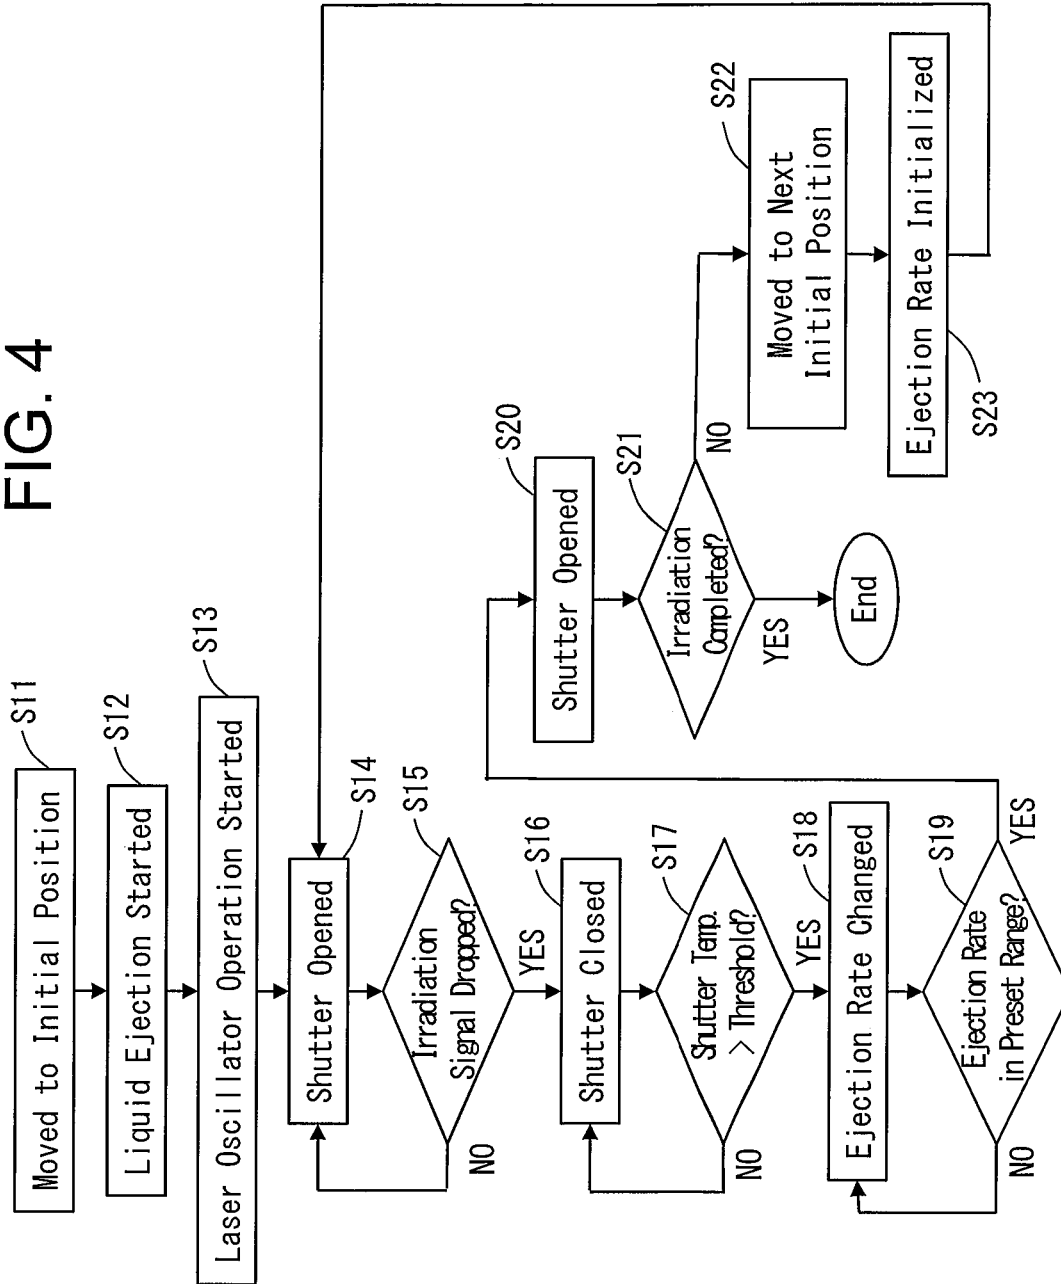 FIG. 4
Moved to Initial Position
S11
Liquid Ejection Started
S12
Laser Oscillator Operation Started
S13
Shutter Opened
S14
Irradiation
Signal Dropped?
S15
NO
YES
Shutter Closed
S16
Shutter Temp.
> Threshold?
S17
NO
YES
Ejection Rate Changed
S18
Ejection Rate
in Preset Range?
S19
NO
YES
Shutter Opened
S20
Irradiation
Completed?
S21
NO
YES
End
Moved to Next
Initial Position
S22
Ejection Rate Initialized
S23